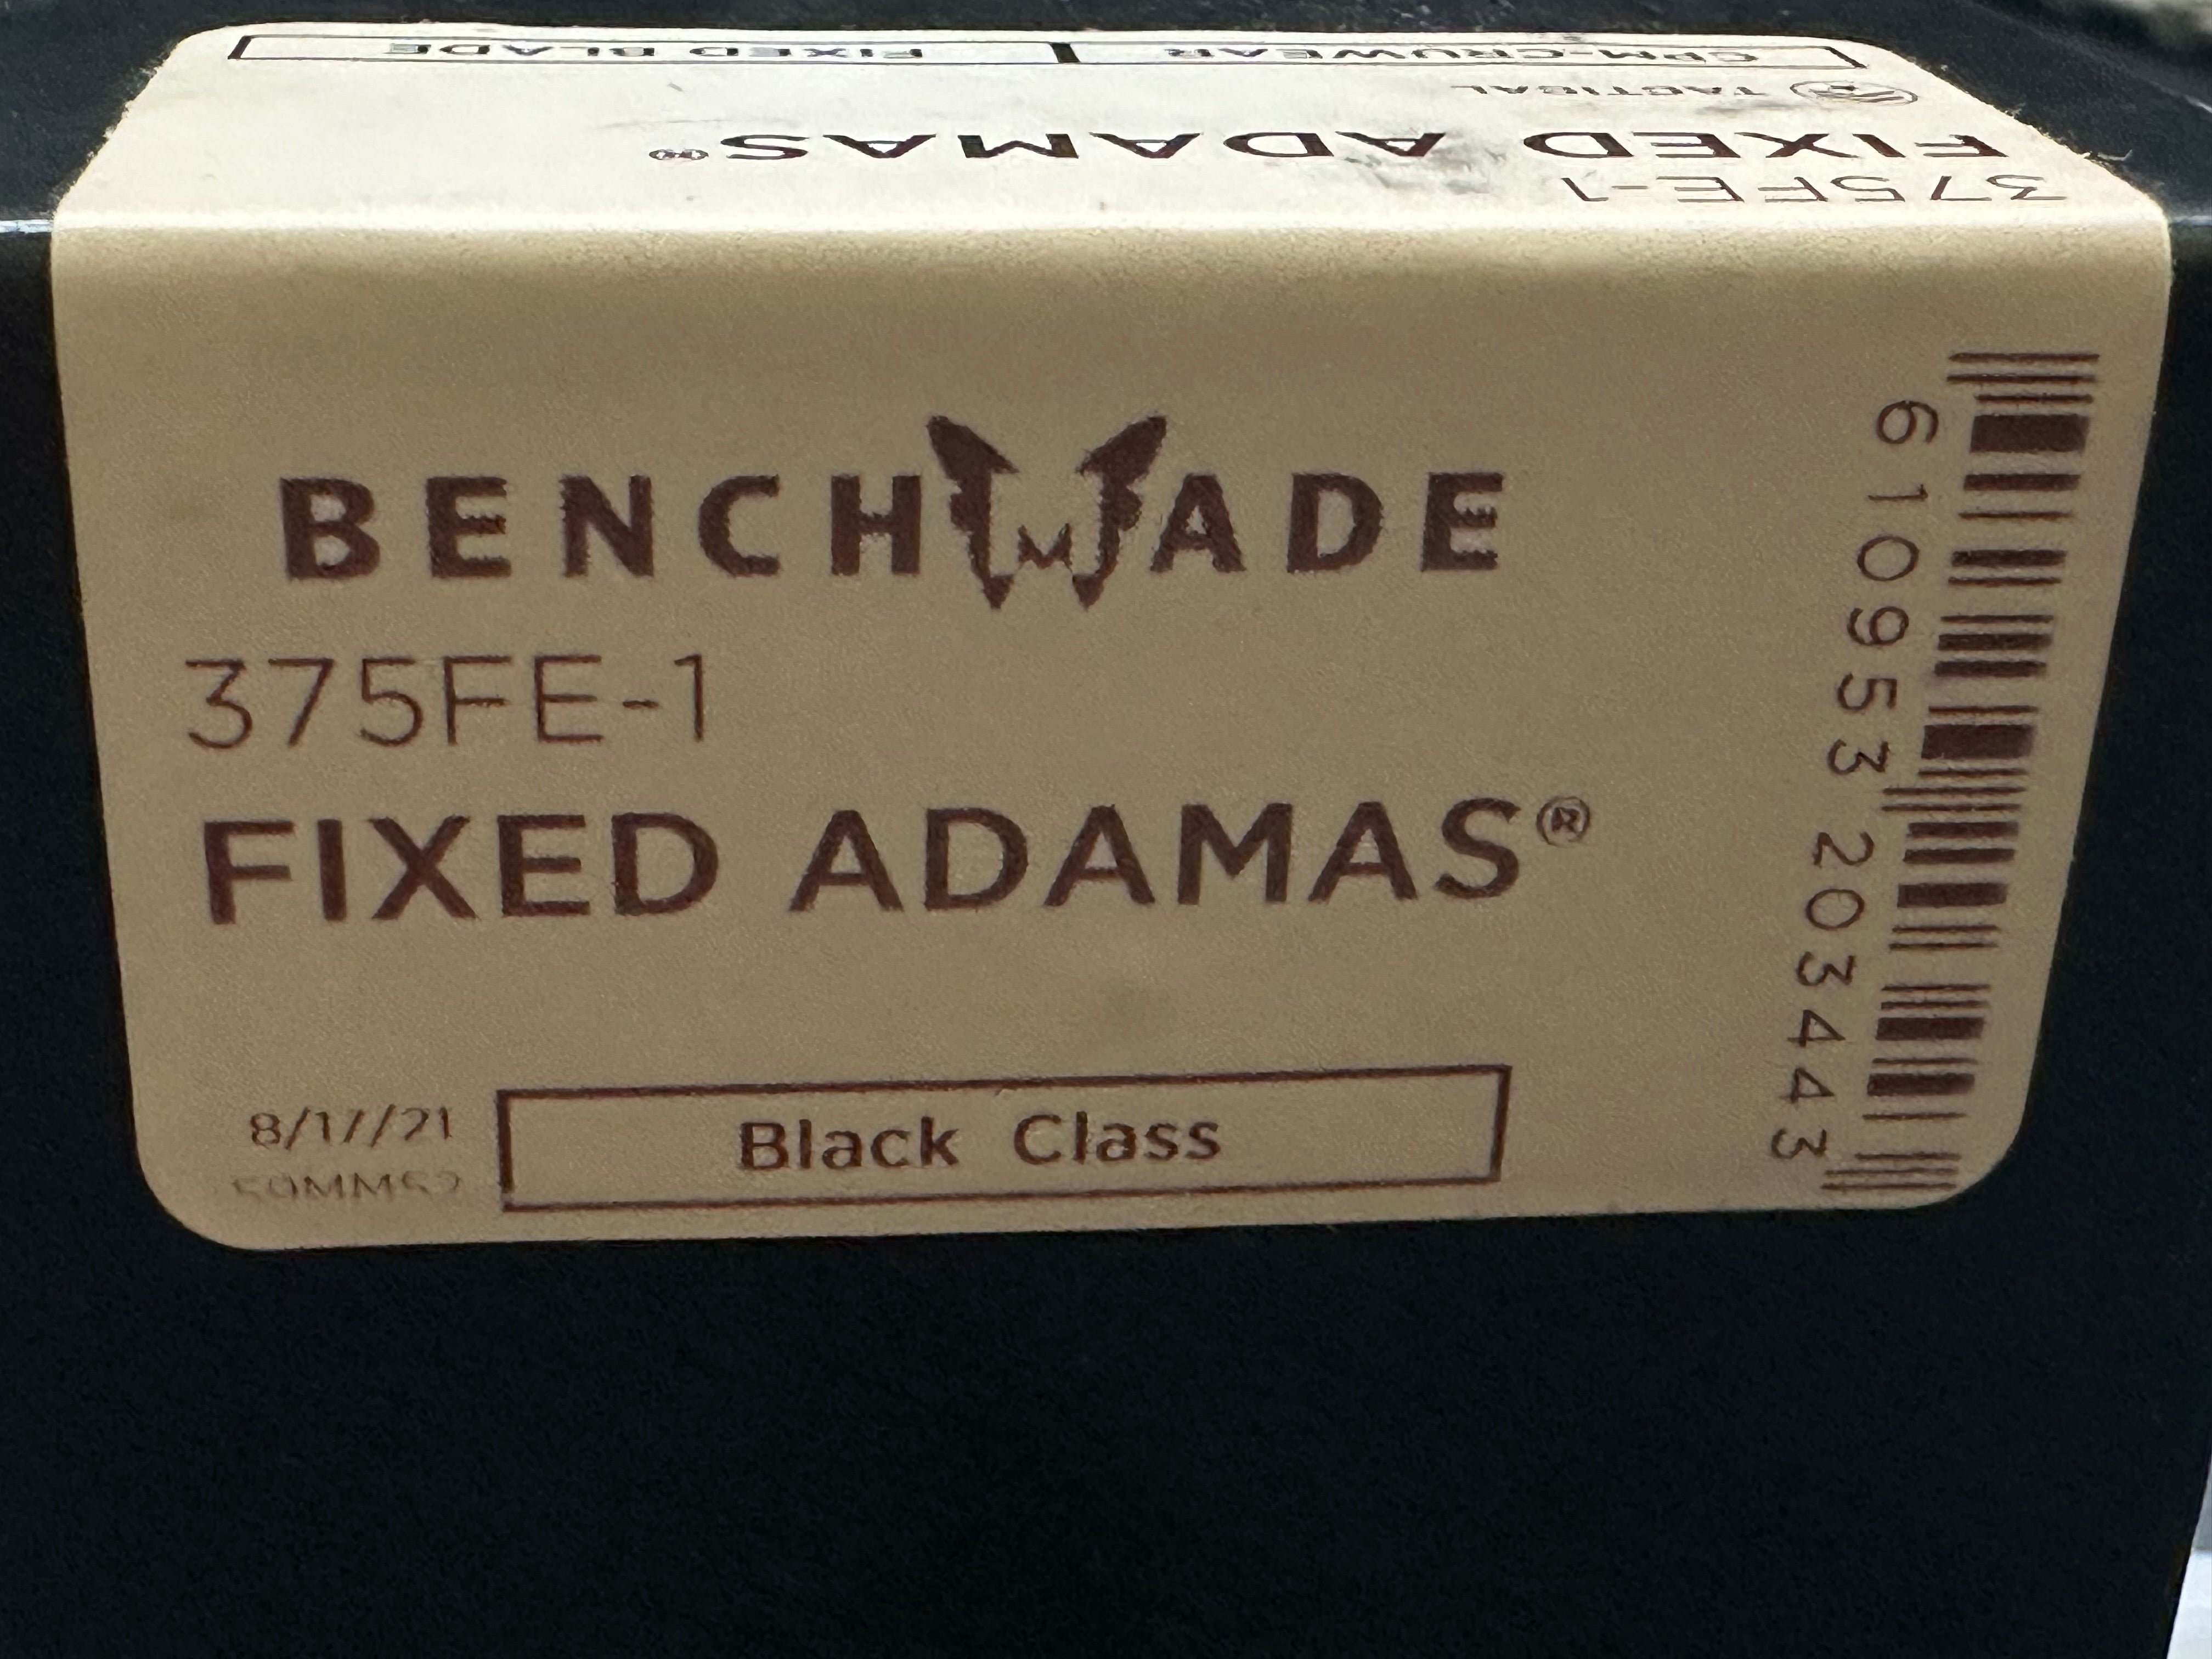 FIXED BLADE
CPM-CRUWEAR
TACTICAL
FIXED ADAMAS®
375FE-1
BENCHMADE
375FE-1
FIXED ADAMAS®
8/17/21
Black Class
6 10953 20344 3